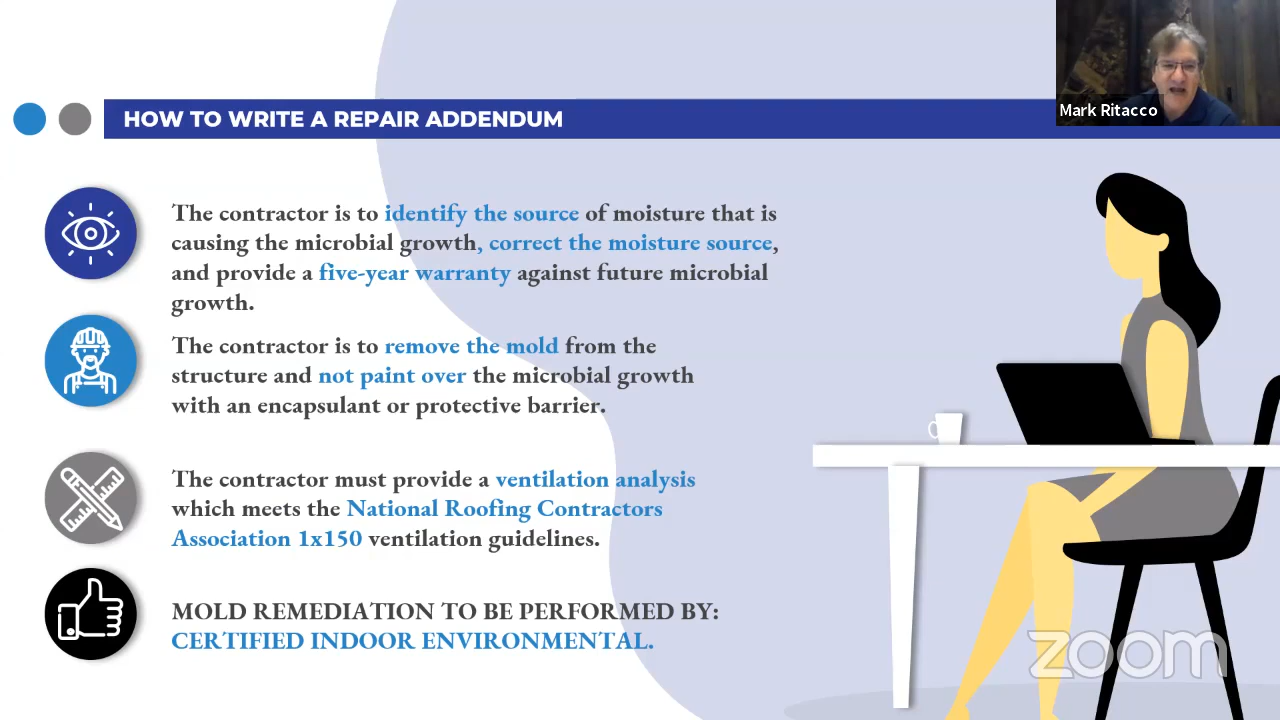 Mark Ritacco
HOW TO WRITE A REPAIR ADDENDUM
The contractor is to identify the source of moisture that is
causing the microbial growth, correct the moisture source,
and provide a five-year warranty against future microbial
growth.
The contractor is to remove the mold from the
structure and not paint over the microbial growth
with an encapsulant or protective barrier.
The contractor must provide a ventilation analysis
which meets the National Roofing Contractors
Association 1x150 ventilation guidelines.
MOLD REMEDIATION TO BE PERFORMED BY:
CERTIFIED INDOOR ENVIRONMENTAL.
zoom